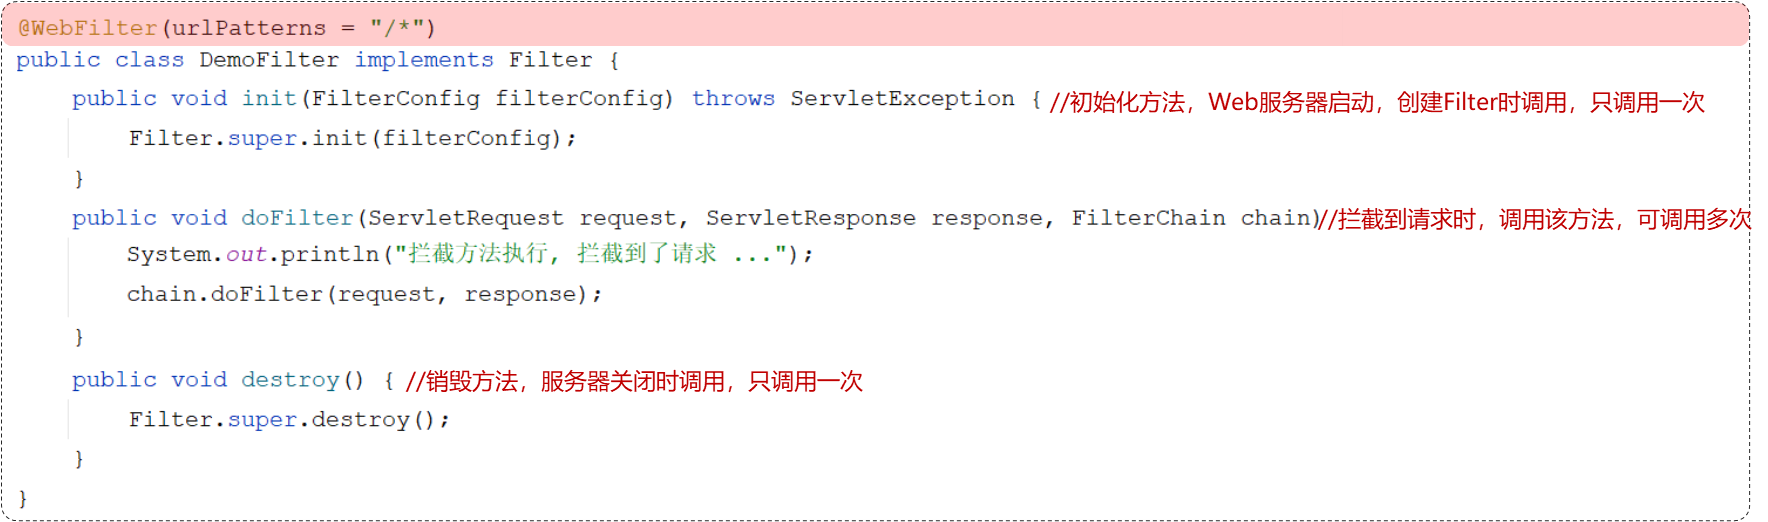 @WebFilter(urlPatterns = "/*")
public class DemoFilter implements Filter {
public void init(FilterConfig filterConfig) throws ServletException { //初始化方法，Web服务器启动，创建Filter时调用，只调用一次
Filter.super.init(filterConfig);
}
public void doFilter(ServletRequest request, ServletResponse response, FilterChain chain)//拦截到请求时，调用该方法，可调用多次
System.out.println("拦截方法执行, 拦截到了请求 ...");
chain.doFilter(request, response);
}
public void destroy() { //销毁方法，服务器关闭时调用，只调用一次
Filter.super.destroy();
}
}